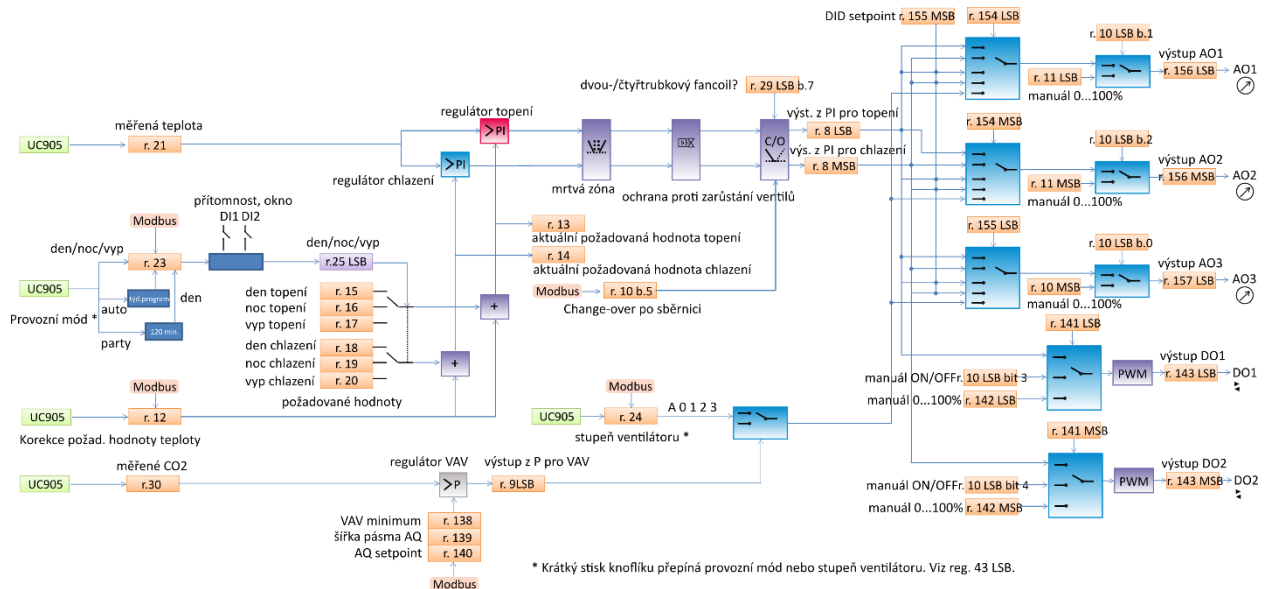 DID setpoint r. 155 MSB
r. 154 LSB
r. 10 LSB b.1
výstup AO1
r. 156 LSB
AO1
r. 11 LSB
manuál 0...100%
dvou-/čtyřtrubkový fancoil?
r. 29 LSB b.7
regulátor topení
výst. z PI pro topení
měřená teplota
UC905
r. 21
>PI
>PI
r. 8 LSB
výs. z PI pro chlazení
r. 8 MSB
C/O
regulátor chlazení
mrtvá zóna
ochrana proti zarůstání ventilů
r. 154 MSB
r. 10 LSB b.2
výstup AO2
r. 156 MSB
AO2
r. 11 MSB
manuál 0...100%
přítomnost, okno
DI1 DI2
Modbus
den/noc/vyp
r. 23
den/noc/vyp
r.25 LSB
UC905
týd.program
auto
den
Provozní mód *
120 min.
party
r. 13
aktuální požadovaná hodnota topení
r. 14
aktuální požadovaná hodnota chlazení
Modbus
r. 10 b.5
Change-over po sběrnici
r. 155 LSB
r. 10 LSB b.0
výstup AO3
r. 157 LSB
AO3
r. 10 MSB
manuál 0...100%
den topení
r. 15
noc topení
r. 16
vyp topení
r. 17
+
den chlazení
r. 18
noc chlazení
r. 19
vyp chlazení
r. 20
+
požadované hodnoty
r. 141 LSB
výstup DO1
PWM
r. 143 LSB
DO1
manuál ON/OFF
r. 10 LSB bit 3
manuál 0...100%
r. 142 LSB
Modbus
UC905
r. 12
Korekce požad. hodnoty teploty
Modbus
UC905
r. 24
A 0 1 2 3
stupeň ventilátoru *
r. 141 MSB
výstup DO2
PWM
r. 143 MSB
DO2
manuál ON/OFF
r. 10 LSB bit 4
manuál 0...100%
r. 142 MSB
měřené CO2
UC905
r.30
regulátor VAV
>P
výstup z P pro VAV
r. 9LSB
VAV minimum
r. 138
šířka pásma AQ
r. 139
AQ setpoint
r. 140
Modbus
* Krátký stisk knoflíku přepíná provozní mód nebo stupeň ventilátoru. Viz reg. 43 LSB.